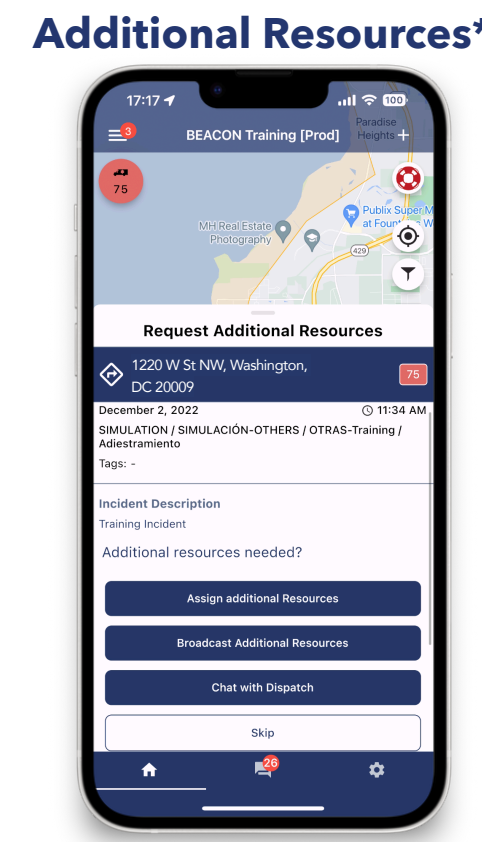 Additional Resources*
17:17
100
3
BEACON Training [Prod]
Paradise
Heights
75
MH Real Estate
Photography
Publix Super M
at Fount
W
429
Request Additional Resources
1220 W St NW, Washington,
DC 20009
75
December 2, 2022
11:34 AM
SIMULATION / SIMULACIÓN-OTHERS / OTRAS-Training /
Adiestramiento
Tags: -
Incident Description
Training Incident
Additional resources needed?
Assign additional Resources
Broadcast Additional Resources
Chat with Dispatch
Skip
26